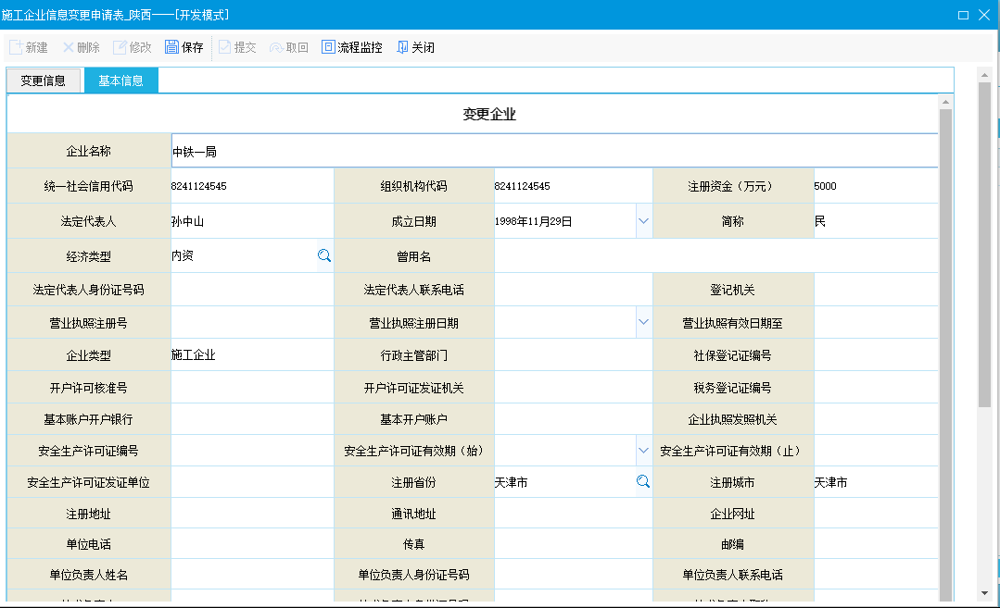 施工企业信息变更申请表_陕西——[开发模式]
新建 删除 修改 保存 提交 取回 流程监控 关闭
变更信息 基本信息
变更企业
企业名称 中铁一局
统一社会信用代码 8241124545 组织机构代码 8241124545 注册资金（万元） 5000
法定代表人 孙中山 成立日期 1998年11月29日 简称 民
经济类型 内资 曾用名
法定代表人身份证号码 法定代表人联系电话 登记机关
营业执照注册号 营业执照注册日期 营业执照有效日期至
企业类型 施工企业 行政主管部门 社保登记证编号
开户许可核准号 开户许可证发证机关 税务登记证编号
基本账户开户银行 基本开户账户 企业执照发照机关
安全生产许可证编号 安全生产许可证有效期（始） 安全生产许可证有效期（止）
安全生产许可证发证单位 注册省份 天津市 注册城市 天津市
注册地址 通讯地址 企业网址
单位电话 传真 邮编
单位负责人姓名 单位负责人身份证号码 单位负责人联系电话